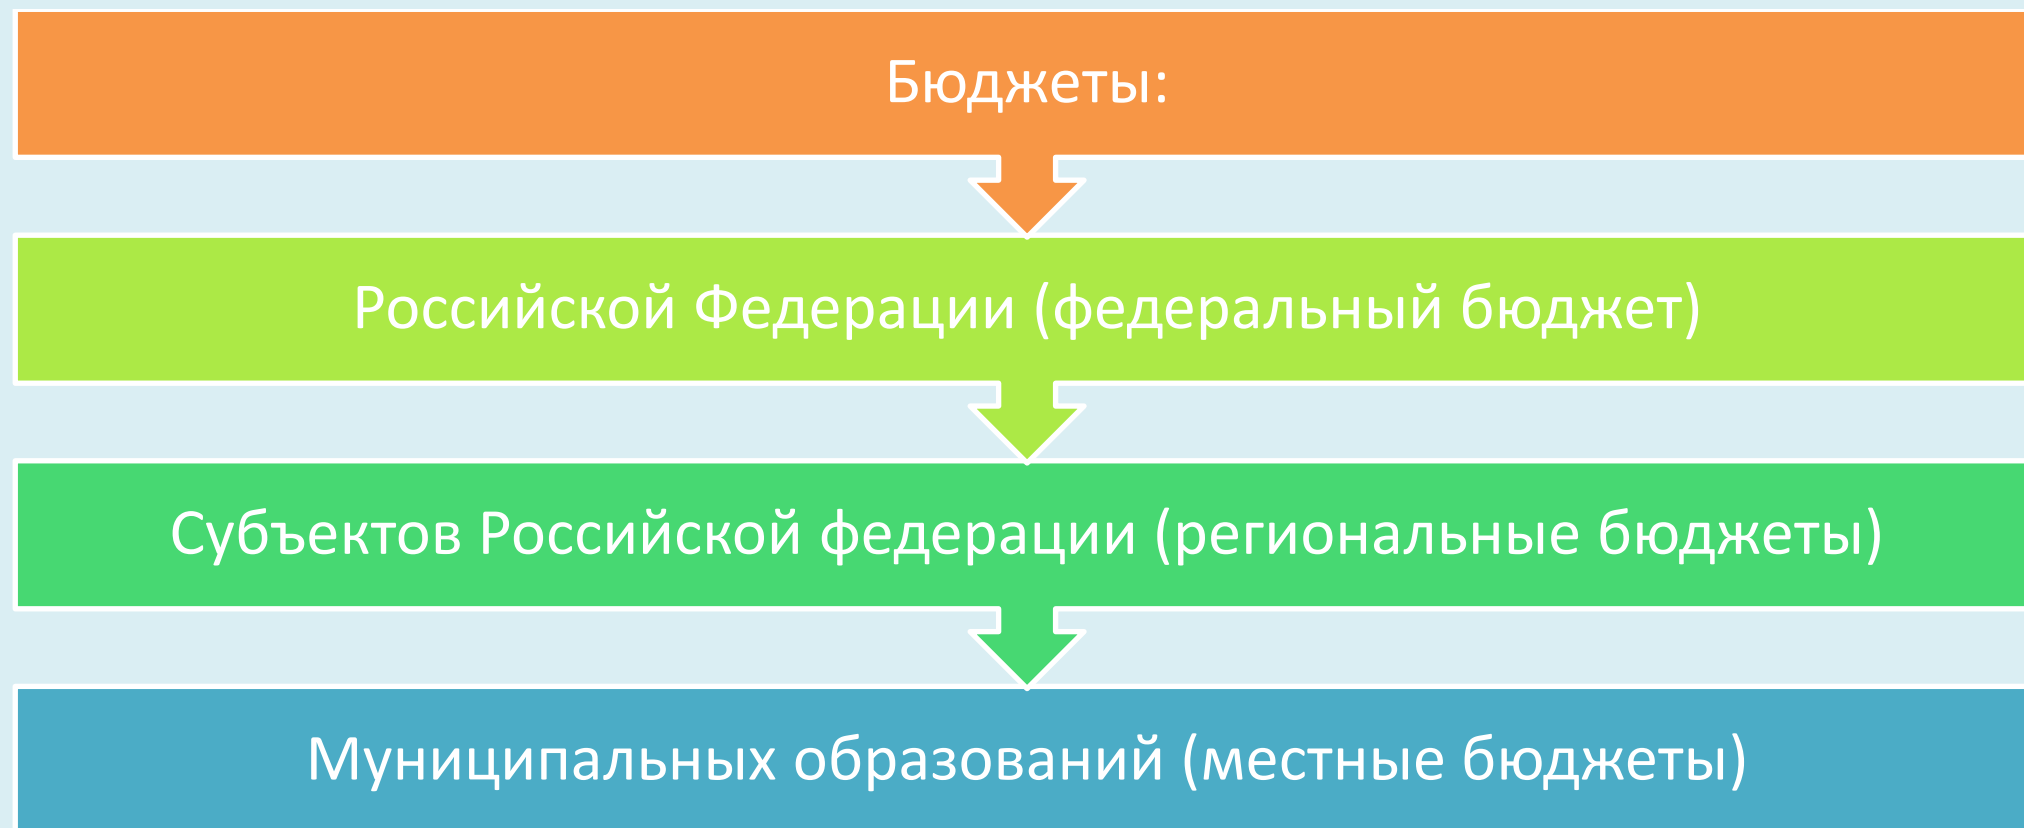 Бюджеты:
Российской Федерации (федеральный бюджет)
Субъектов Российской федерации (региональные бюджеты)
Муниципальных образований (местные бюджеты)